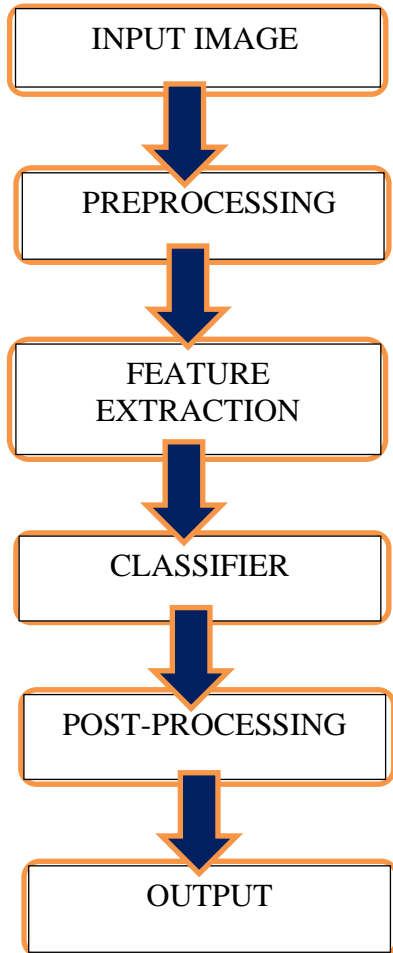 INPUT IMAGE
PREPROCESSING
FEATURE
EXTRACTION
CLASSIFIER
POST-PROCESSING
OUTPUT